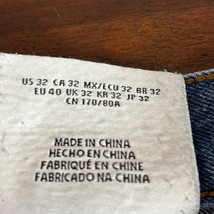 US 32 CA 32 MX/ECU 32 BR 32
EU 40 UK 32 KR 32 JP 32
CN 170/80A
MADE IN CHINA
HECHO EN CHINA
FABRIQUÉ EN CHINE
FABRICADO NA CHINA